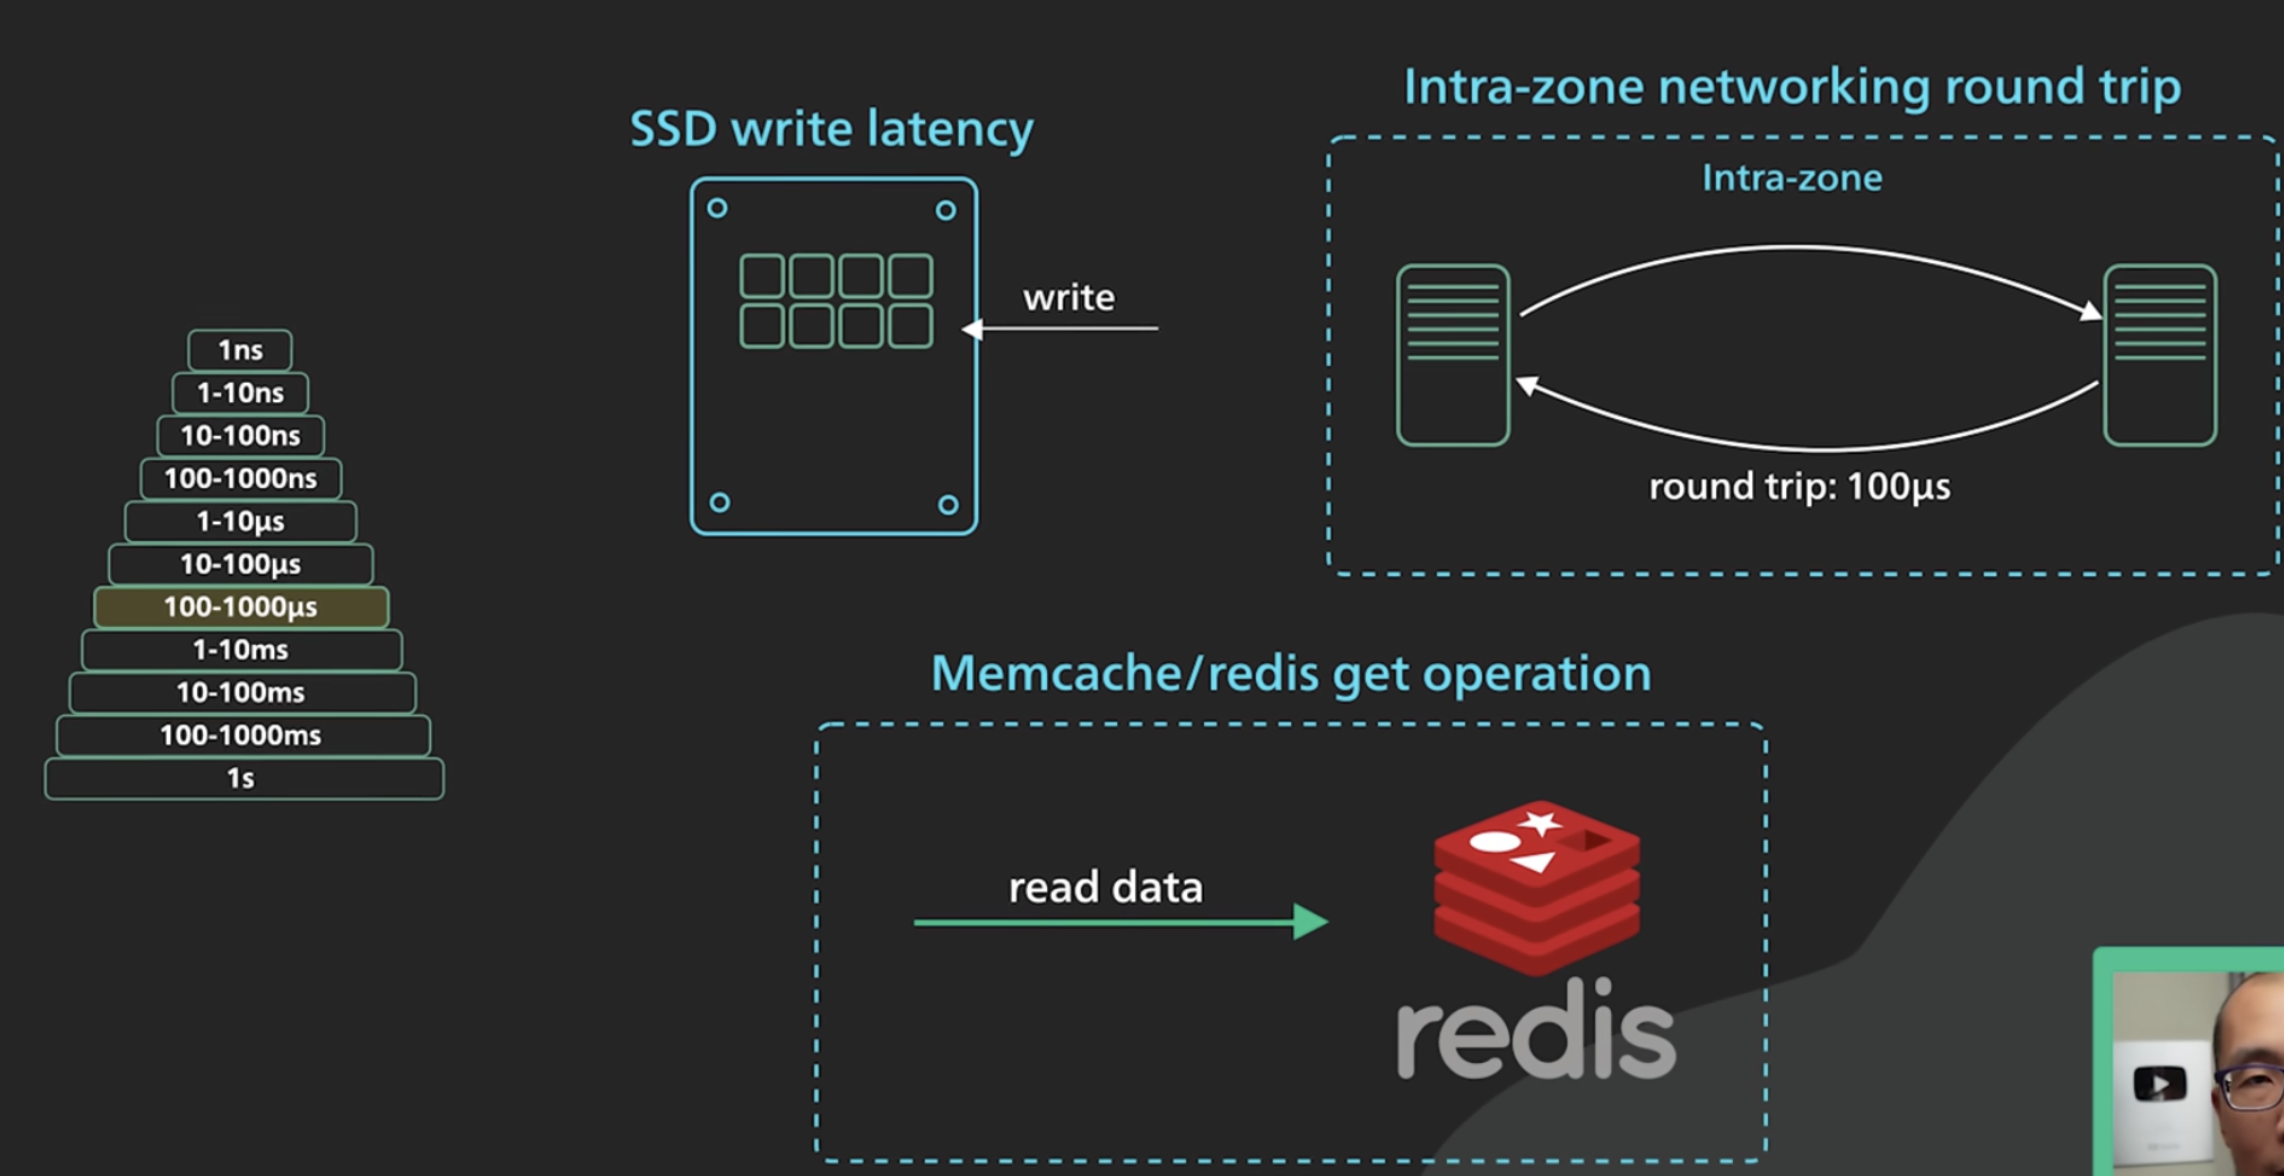 SSD write latency
write
Intra-zone networking round trip
Intra-zone
round trip: 100µs
1ns
1-10ns
10-100ns
100-1000ns
1-10µs
10-100µs
100-1000µs
1-10ms
10-100ms
100-1000ms
1s
Memcache/redis get operation
read data
redis